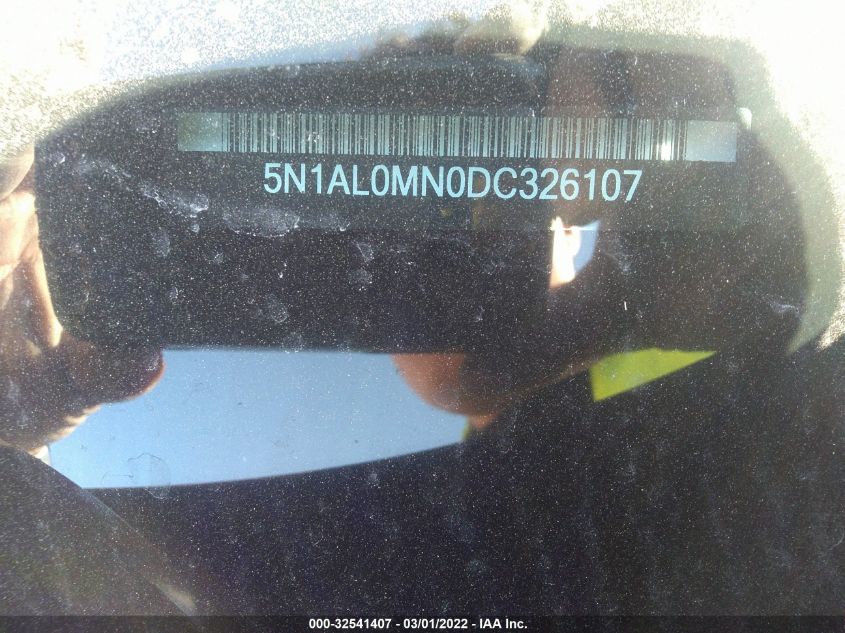 5N1AL0MN0DC326107
000-32541407 - 03/01/2022 - IAA Inc.